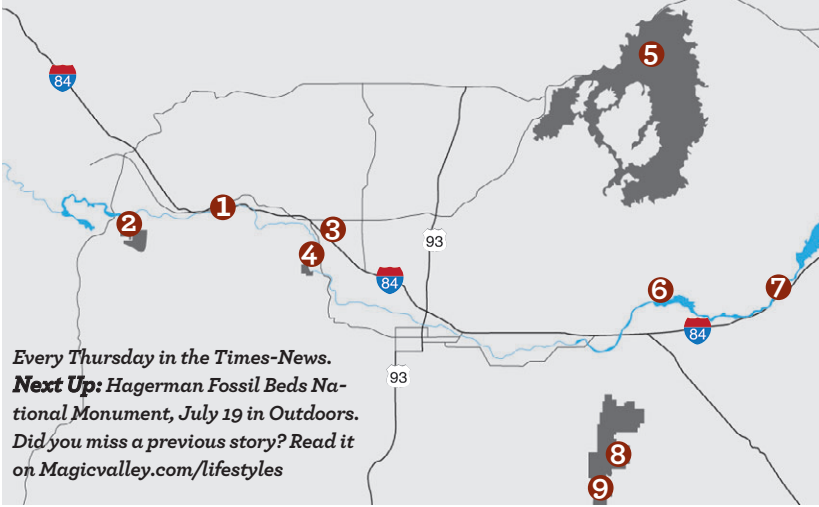 5
84
1
2
3
93
4
84
6
7
84
Every Thursday in the Times-News.
Next Up: Hagerman Fossil Beds Na-
tional Monument, July 19 in Outdoors.
Did you miss a previous story? Read it
on Magicvalley.com/lifestyles
93
8
9